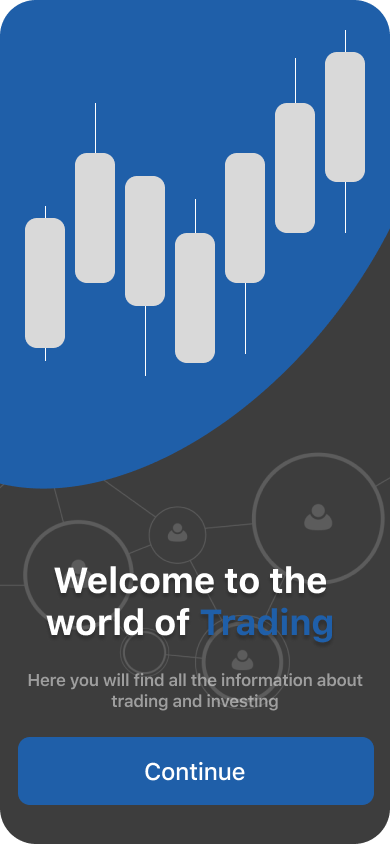 Welcome to the
world of Trading
Here you will find all the information about
trading and investing
Continue